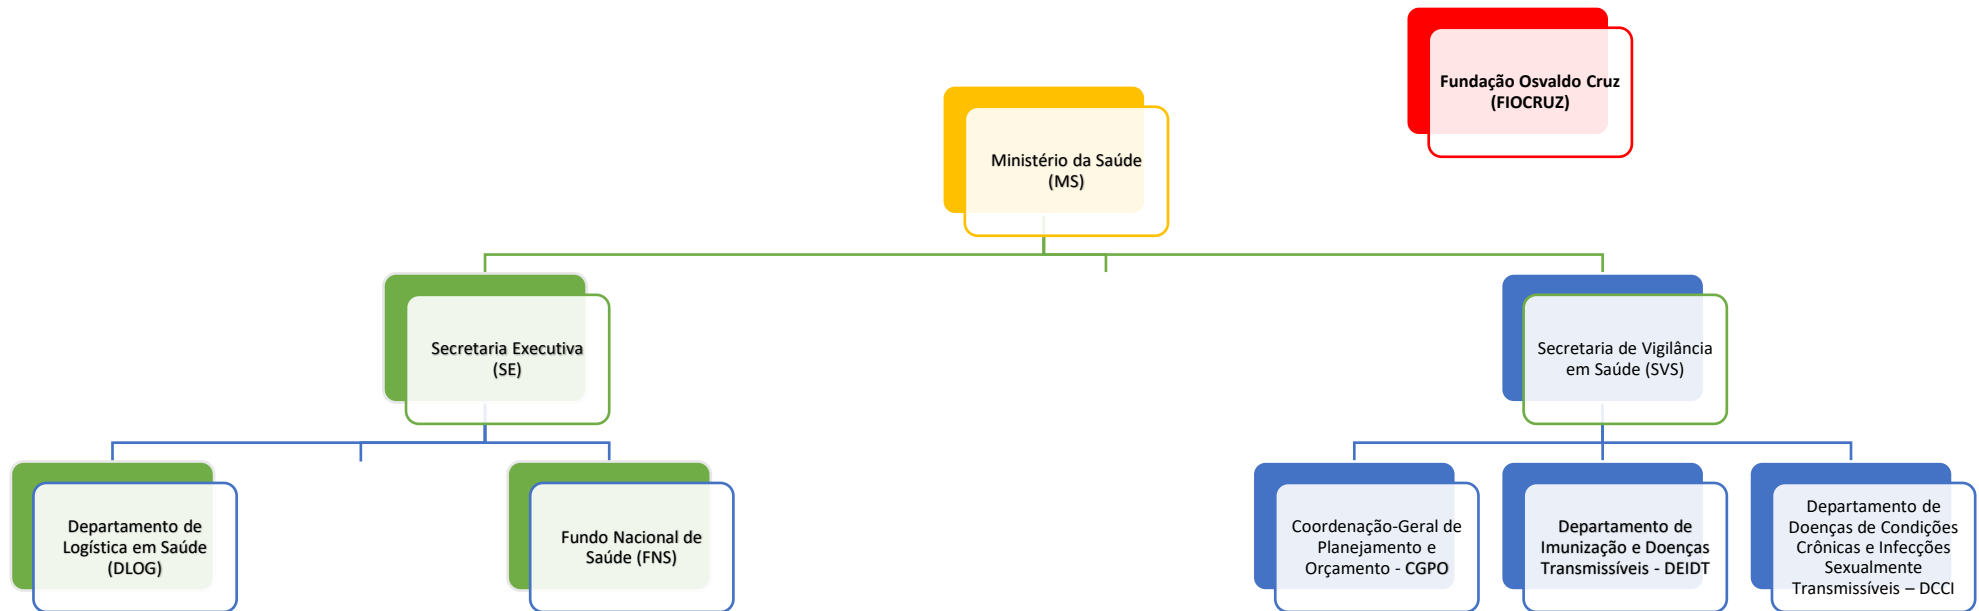 Fundação Osvaldo Cruz
(FIOCRUZ)
Ministério da Saúde
(MS)
Secretaria Executiva
(SE)
Secretaria de Vigilância
em Saúde (SVS)
Departamento de
Logística em Saúde
(DLOG)
Fundo Nacional de
Saúde (FNS)
Coordenação-Geral de
Planejamento e
Orçamento - CGPO
Departamento de
Imunização e Doenças
Transmissíveis - DEIDT
Departamento de
Doenças de Condições
Crônicas e Infecções
Sexualmente
Transmissíveis – DCCI